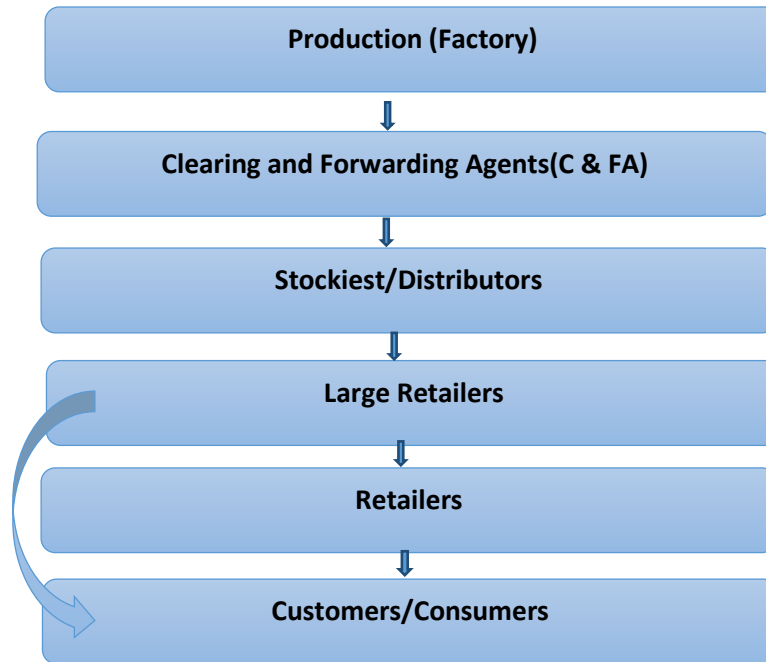 Production (Factory)
Clearing and Forwarding Agents(C & FA)
Stockiest/Distributors
Large Retailers
Retailers
Customers/Consumers